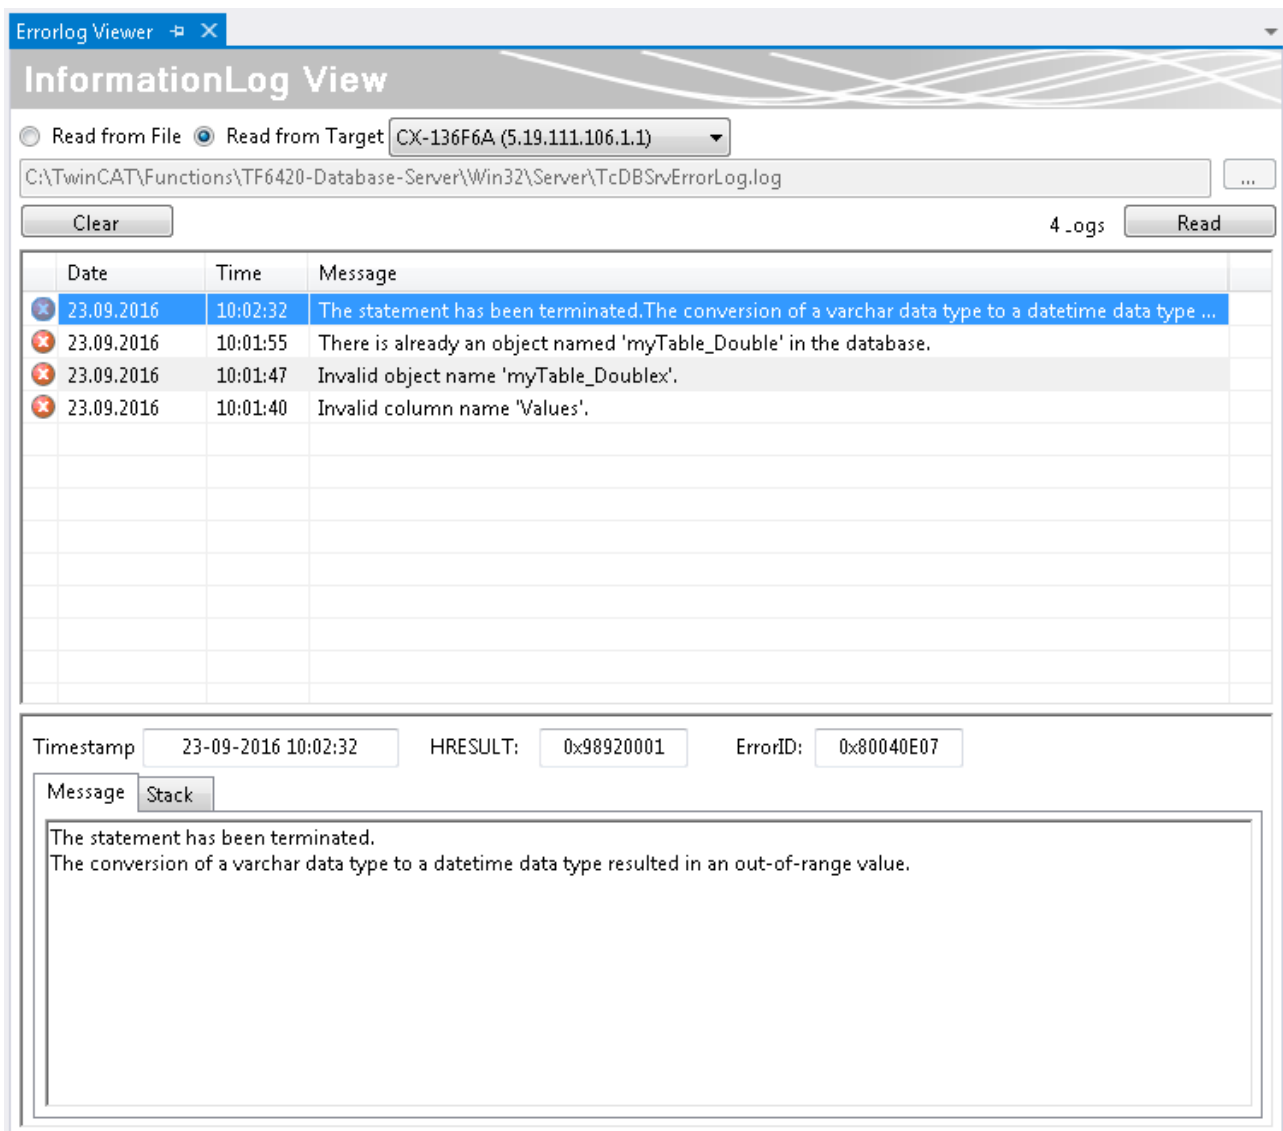 Errorlog Viewer
InformationLog View
Read from File Read from Target CX-136F6A (5.19.111.106.1.1)
C:\TwinCAT\Functions\TF6420-Database-Server\Win32\Server\TcDBSrvErrorLog.log ...
Clear 4 Logs Read
Date Time Message
23.09.2016 10:02:32 The statement has been terminated.The conversion of a varchar data type to a datetime data type ...
23.09.2016 10:01:55 There is already an object named 'myTable_Double' in the database.
23.09.2016 10:01:47 Invalid object name 'myTable_Doublex'.
23.09.2016 10:01:40 Invalid column name 'Values'.
Timestamp 23-09-2016 10:02:32 HRESULT: 0x98920001 ErrorID: 0x80040E07
Message Stack
The statement has been terminated.
The conversion of a varchar data type to a datetime data type resulted in an out-of-range value.